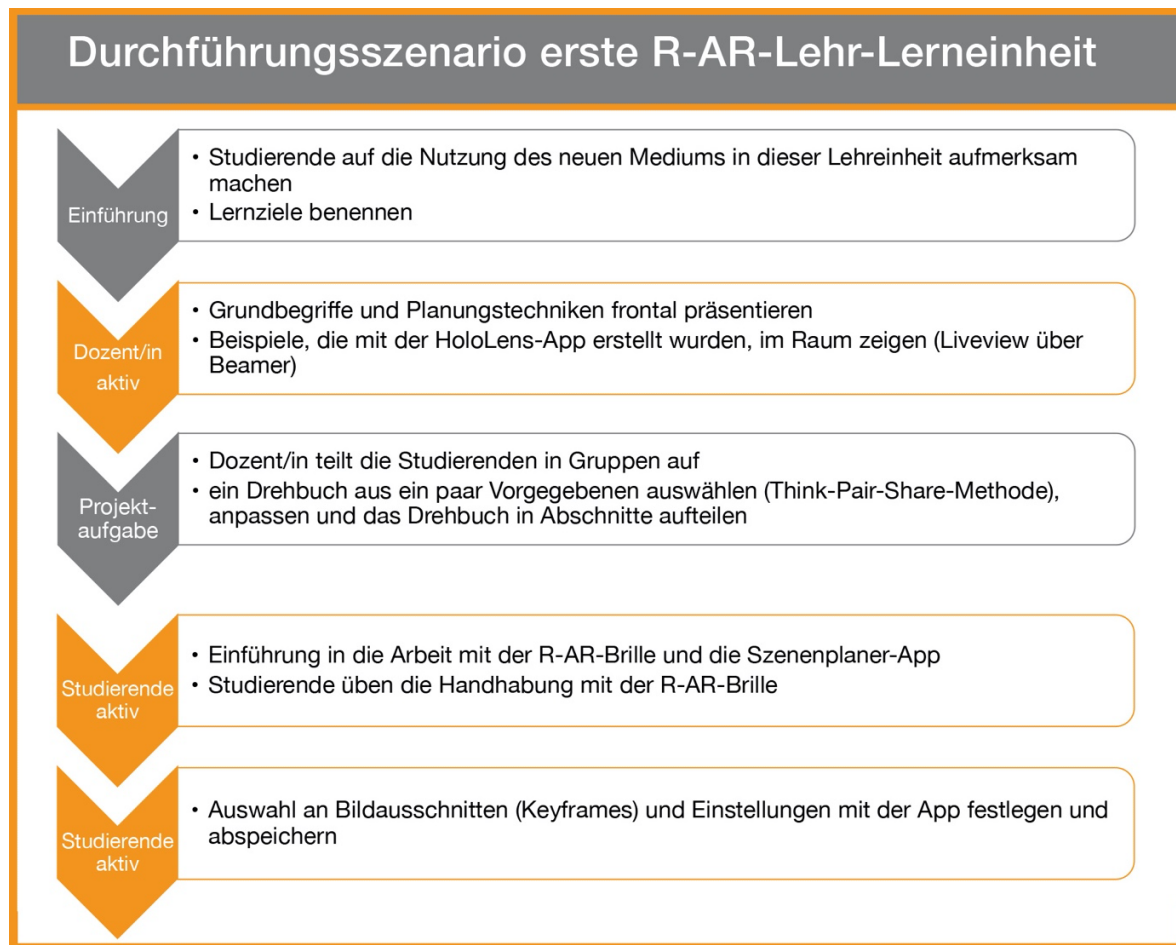 Durchführungsszenario erste R-AR-Lehr-Lerneinheit
Einführung
• Studierende auf die Nutzung des neuen Mediums in dieser Lehreinheit aufmerksam
machen
• Lernziele benennen
Dozent/in
aktiv
• Grundbegriffe und Planungstechniken frontal präsentieren
• Beispiele, die mit der HoloLens-App erstellt wurden, im Raum zeigen (Liveview über
Beamer)
Projekt-
aufgabe
• Dozent/in teilt die Studierenden in Gruppen auf
• ein Drehbuch aus ein paar Vorgegebenen auswählen (Think-Pair-Share-Methode),
anpassen und das Drehbuch in Abschnitte aufteilen
Studierende
aktiv
• Einführung in die Arbeit mit der R-AR-Brille und die Szenenplaner-App
• Studierende üben die Handhabung mit der R-AR-Brille
Studierende
aktiv
• Auswahl an Bildausschnitten (Keyframes) und Einstellungen mit der App festlegen und
abspeichern